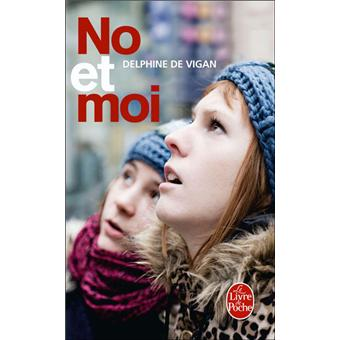 No
et
DELPHINE DE VIGAN
moi
Le
Livre
de
Poche